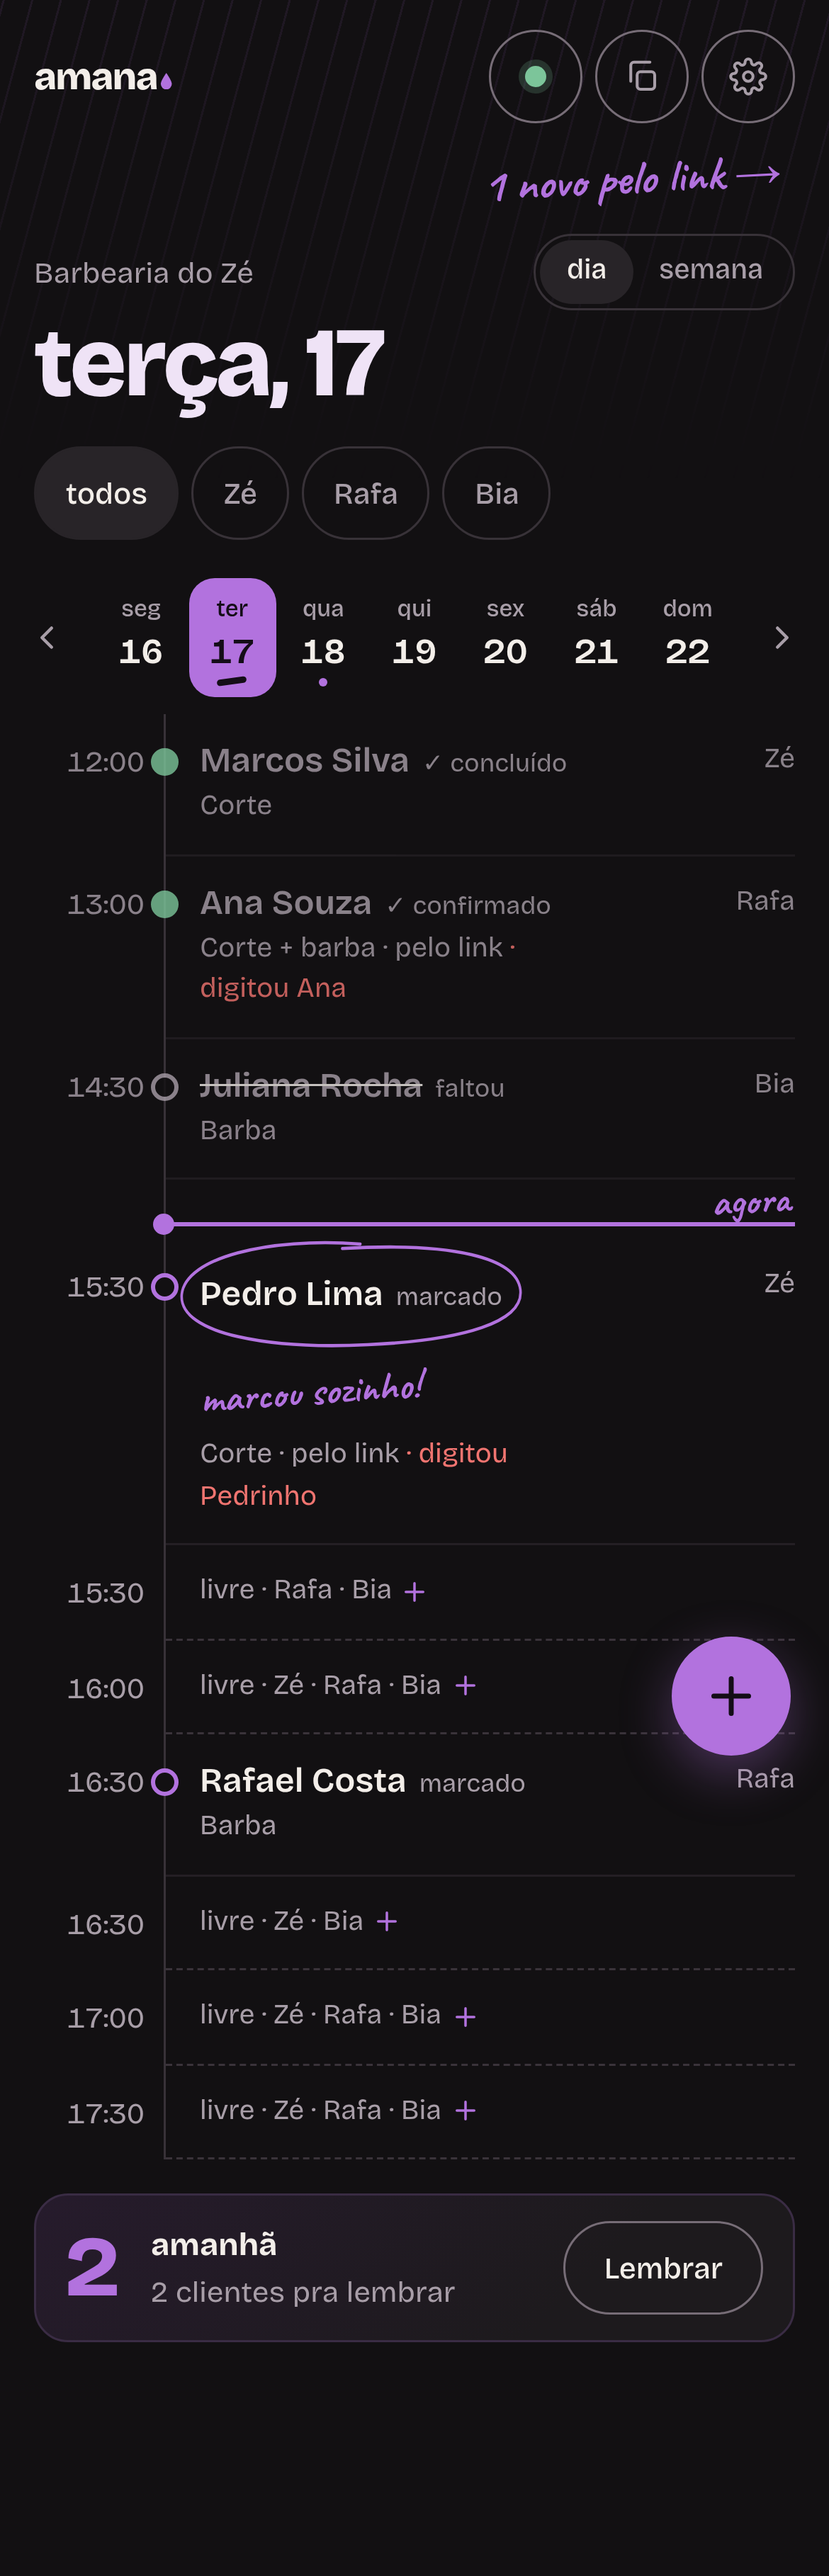 amana
1 novo pelo link →
Barbearia do Zé
dia semana
terça, 17
todos Zé Rafa Bia
seg ter qua qui sex sáb dom
16 17 18 19 20 21 22
12:00 Marcos Silva ✓ concluído Zé
Corte
13:00 Ana Souza ✓ confirmado Rafa
Corte + barba · pelo link ·
digitou Ana
14:30 Juliana Rocha faltou Bia
Barba
agora
15:30 Pedro Lima marcado Zé
marcou sozinho!
Corte · pelo link · digitou
Pedrinho
15:30 livre · Rafa · Bia +
16:00 livre · Zé · Rafa · Bia +
+
16:30 Rafael Costa marcado Rafa
Barba
16:30 livre · Zé · Bia +
17:00 livre · Zé · Rafa · Bia +
17:30 livre · Zé · Rafa · Bia +
2 amanhã
2 clientes pra lembrar
Lembrar